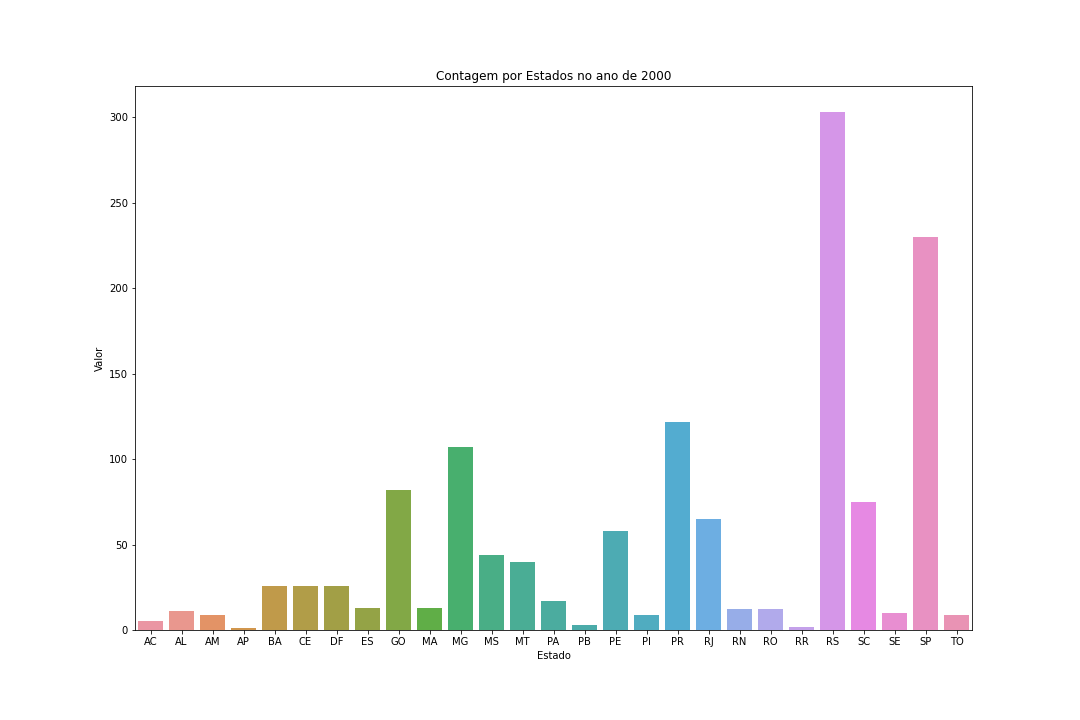 Contagem por Estados no ano de 2000
300
250
200
150
100
50
0
Valor
AC AL AM AP BA CE DF ES GO MA MG MS MT PA PB PE PI PR RJ RN RO RR RS SC SE SP TO
Estado